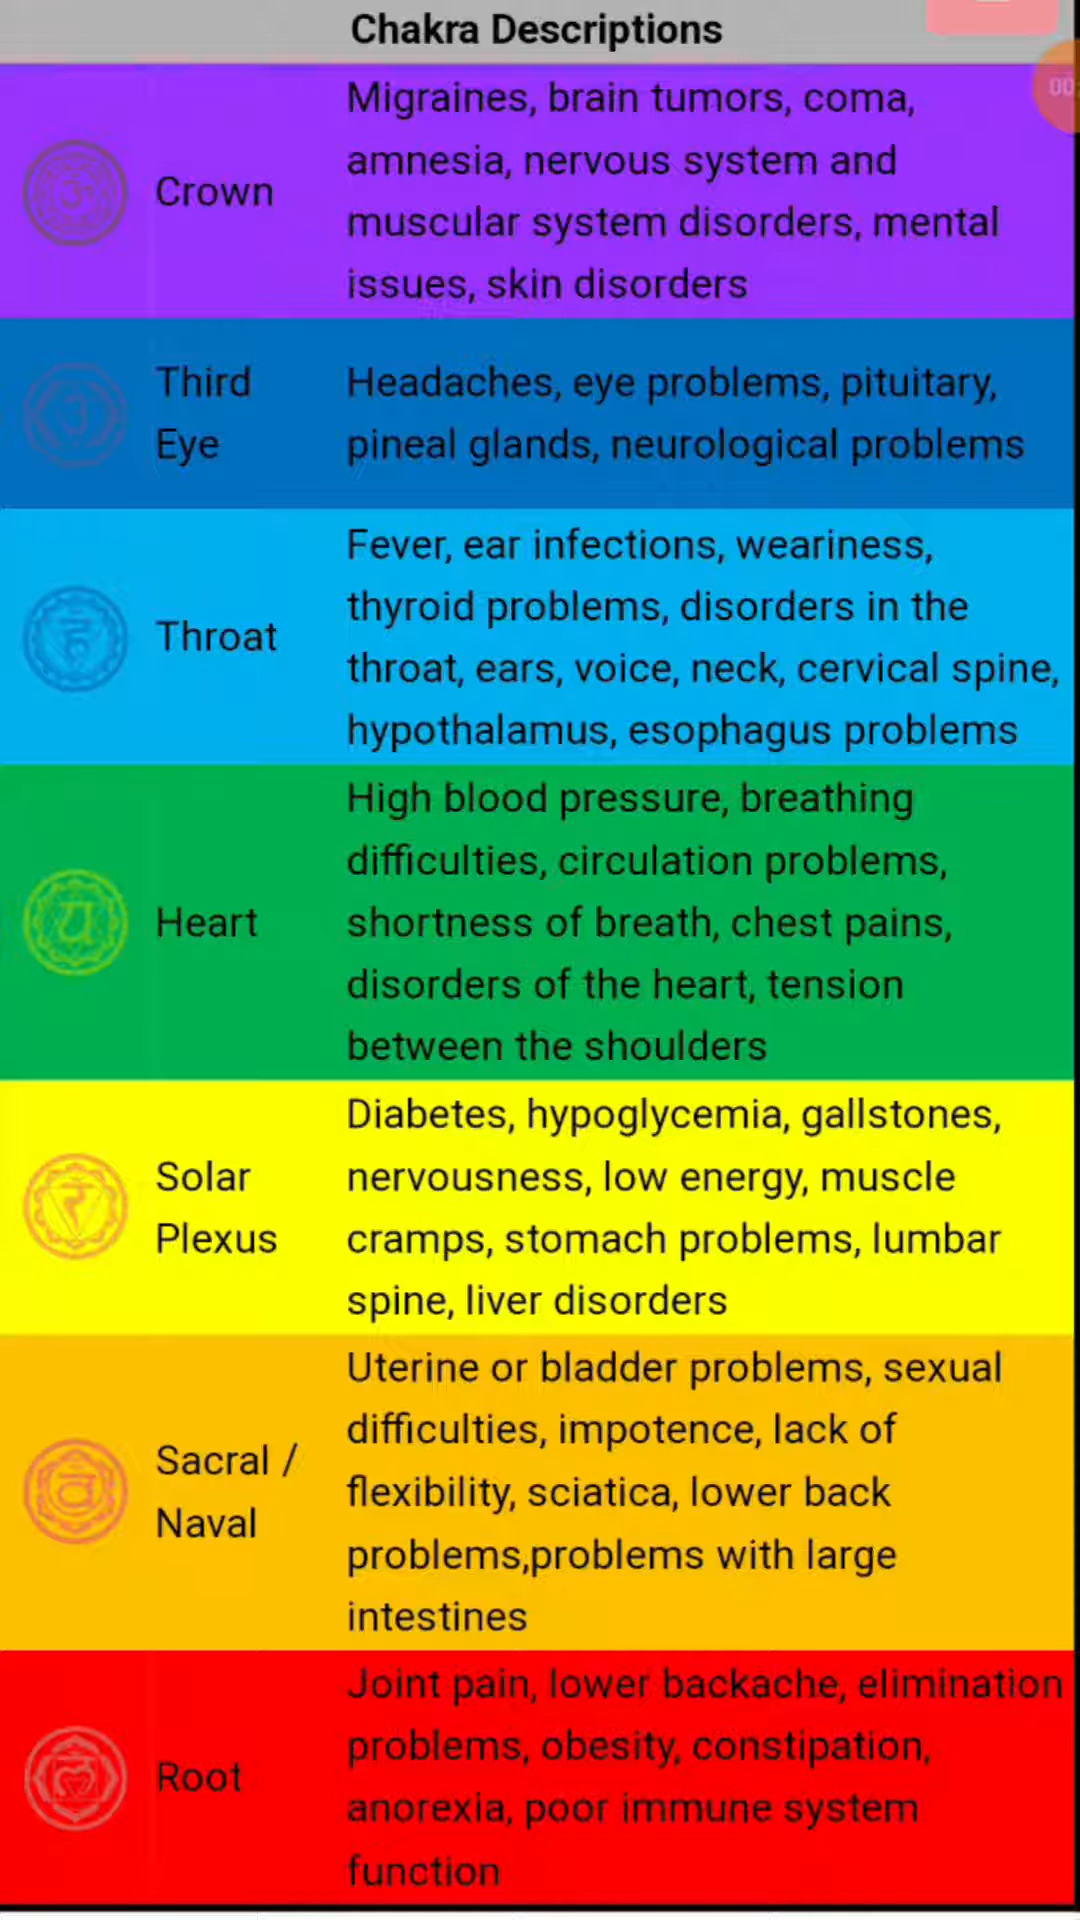 Chakra Descriptions
00
Crown
Migraines, brain tumors, coma,
amnesia, nervous system and
muscular system disorders, mental
issues, skin disorders
Third
Eye
Headaches, eye problems, pituitary,
pineal glands, neurological problems
Throat
Fever, ear infections, weariness,
thyroid problems, disorders in the
throat, ears, voice, neck, cervical spine,
hypothalamus, esophagus problems
Heart
High blood pressure, breathing
difficulties, circulation problems,
shortness of breath, chest pains,
disorders of the heart, tension
between the shoulders
Solar
Plexus
Diabetes, hypoglycemia, gallstones,
nervousness, low energy, muscle
cramps, stomach problems, lumbar
spine, liver disorders
Sacral /
Naval
Uterine or bladder problems, sexual
difficulties, impotence, lack of
flexibility, sciatica, lower back
problems,problems with large
intestines
Root
Joint pain, lower backache, elimination
problems, obesity, constipation,
anorexia, poor immune system
function